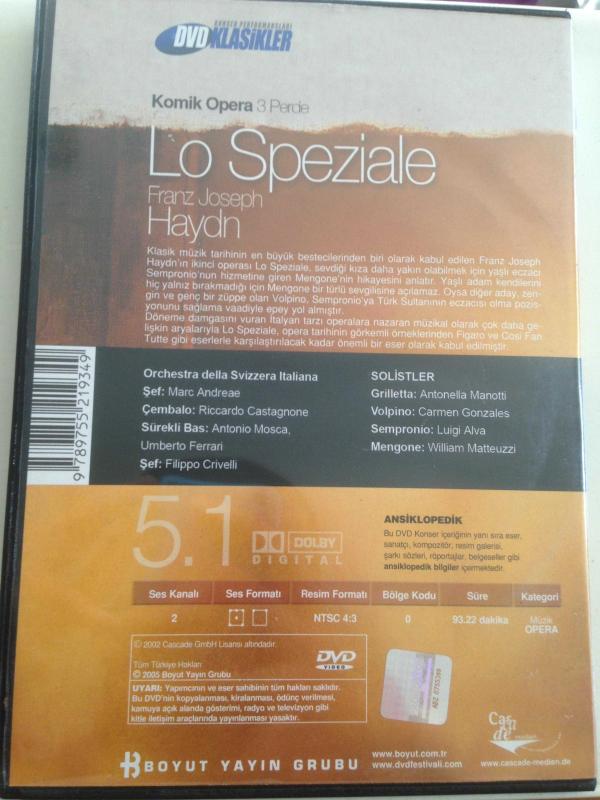 KONSER PERFORMANSLARI
DVD KLASİKLER
Komik Opera 3 Perde
Lo Speziale
Franz Joseph
Haydn
Klasik müzik tarihinin en büyük bestecilerinden biri olarak kabul edilen Franz Joseph
Haydn'ın ikinci operası Lo Speziale, sevdiği kıza daha yakın olabilmek için yaşlı eczacı
Sempronio'nun hizmetine giren Mengone'nin hikayesini anlatır. Yaşlı adam kendilerini
hiç yalnız bırakmadığı için Mengone bir türlü sevgilisine açılamaz. Oysa diğer aday, zen-
gin ve genç bir züppe olan Volpino, Sempronio'ya Türk Sultanının eczacısı olma pozis-
yonunu sağlama vaadiyle epey yol almıştır.
Döneme damgasını vuran İtalyan tarzı operalara nazaran müzikal olarak çok daha ge-
lişkin aryalarıyla Lo Speziale, opera tarihinin görkemli örneklerinden Figaro ve Cosi Fan
Tutte gibi eserlerle karşılaştırılacak kadar önemli bir eser olarak kabul edilmiştir.
9 789755 219349
Orchestra della Svizzera Italiana
Şef: Marc Andreae
Çembalo: Riccardo Castagnone
Sürekli Bas: Antonio Mosca,
Umberto Ferrari
Şef: Filippo Crivelli
SOLİSTLER
Grilletta: Antonella Manotti
Volpino: Carmen Gonzales
Sempronio: Luigi Alva
Mengone: William Matteuzzi
5.1
DOLBY
DIGITAL
ANSİKLOPEDİK
Bu DVD Konser içeriğinin yanı sıra eser,
sanatçı, kompozitör, resim galerisi,
şarkı sözleri, röportajlar, belgeseller gibi
ansiklopedik bilgiler içermektedir.
Ses Kanalı Ses Formatı Resim Formatı Bölge Kodu Süre Kategori
2 NTSC 4:3 0 93.22 dakika Müzik
OPERA
© 2002 Cascade GmbH Lisansı altındadır.
Tüm Türkiye Hakları
© 2005 Boyut Yayın Grubu
DVD
VIDEO
UYARI: Yapımcının ve eser sahibinin tüm hakları saklıdır.
Bu DVD'nin kopyalanması, kiralanması, ödünç verilmesi,
kamuya açık alanda gösterimi, radyo ve televizyon gibi
kitle iletişim araçlarında yayınlanması yasaktır.
BOYUT YAYIN GRUBU
www.boyut.com.tr
www.dvdfestivali.com
Cascade
medien
www.cascade-medien.de